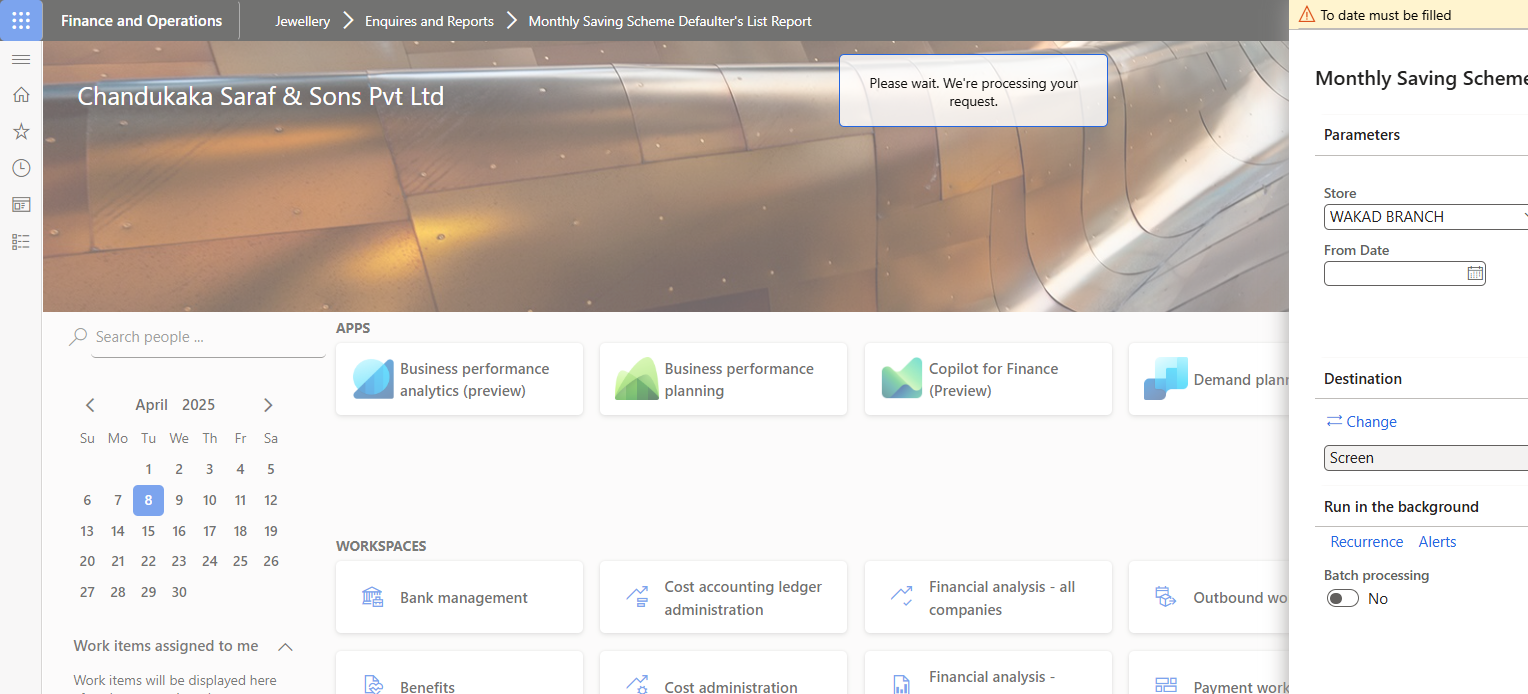 Finance and Operations
Jewellery
Enquires and Reports
Monthly Saving Scheme Defaulter's List Report
To date must be filled
Please wait. We're processing your
request.
Chandukaka Saraf & Sons Pvt Ltd
Monthly Saving Scheme
Parameters
Store
WAKAD BRANCH
From Date
Search people ...
APPS
Business performance
analytics (preview)
Business performance
planning
Copilot for Finance
(Preview)
Demand plann
April 2025
Su Mo Tu We Th Fr Sa
1 2 3 4 5
6 7 8 9 10 11 12
13 14 15 16 17 18 19
20 21 22 23 24 25 26
27 28 29 30
Destination
Change
Screen
Run in the background
Recurrence Alerts
Batch processing
No
WORKSPACES
Bank management
Cost accounting ledger
administration
Financial analysis - all
companies
Outbound wo
Work items assigned to me
Work items will be displayed here
Benefits
Cost administration
Financial analysis -
Payment work